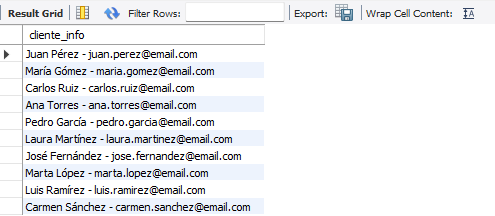 Result Grid Filter Rows: Export: Wrap Cell Content:
cliente_info
Juan Pérez - juan.perez@email.com
María Gómez - maria.gomez@email.com
Carlos Ruiz - carlos.ruiz@email.com
Ana Torres - ana.torres@email.com
Pedro García - pedro.garcia@email.com
Laura Martínez - laura.martinez@email.com
José Fernández - jose.fernandez@email.com
Marta López - marta.lopez@email.com
Luis Ramírez - luis.ramirez@email.com
Carmen Sánchez - carmen.sanchez@email.com